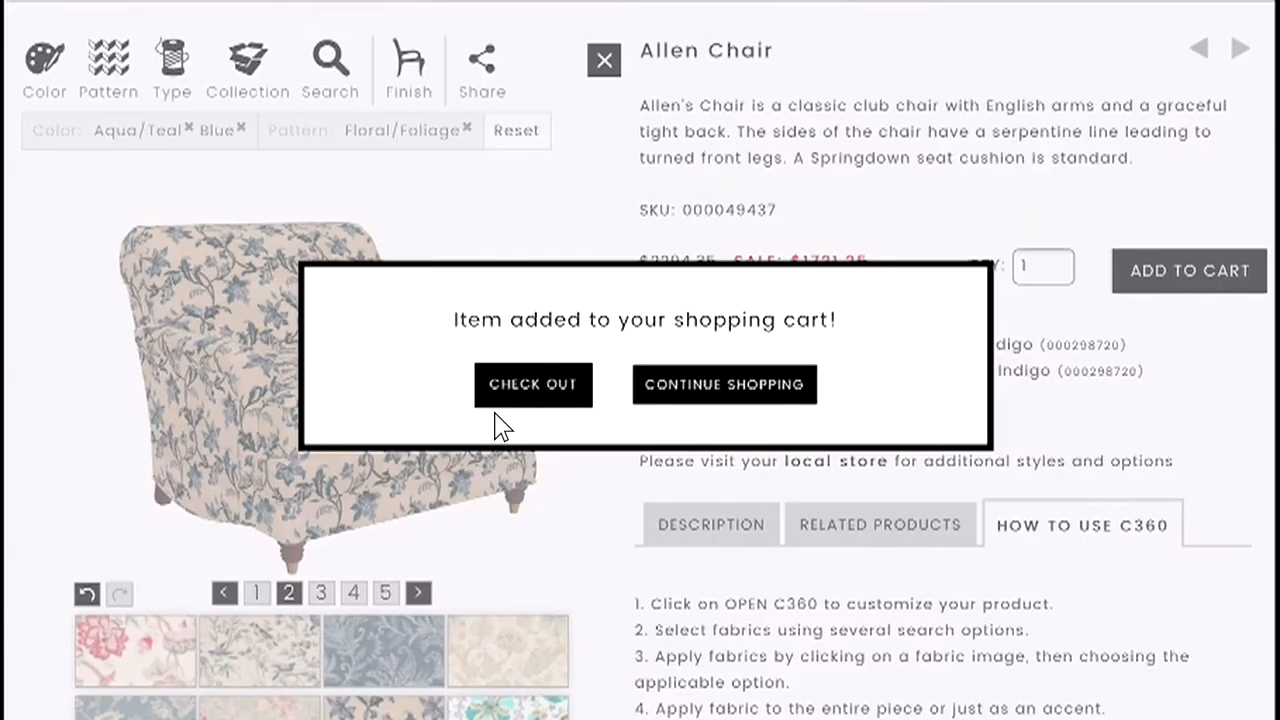 Color Pattern Type Collection Search Finish Share
Color: Aqua/Teal✖ Blue✖ Pattern: Floral/Foliage✖ Reset
Allen Chair
Allen's Chair is a classic club chair with English arms and a graceful
tight back. The sides of the chair have a serpentine line leading to
turned front legs. A Springdown seat cushion is standard.
SKU: 000049437
1
ADD TO CART
Item added to your shopping cart!
CHECK OUT CONTINUE SHOPPING
(000298720)
Indigo (000298720)
Please visit your local store for additional styles and options
DESCRIPTION RELATED PRODUCTS HOW TO USE C360
< 1 2 3 4 5 >
1. Click on OPEN C360 to customize your product.
2. Select fabrics using several search options.
3. Apply fabrics by clicking on a fabric image, then choosing the
applicable option.
4. Apply fabric to the entire piece or just as an accent.